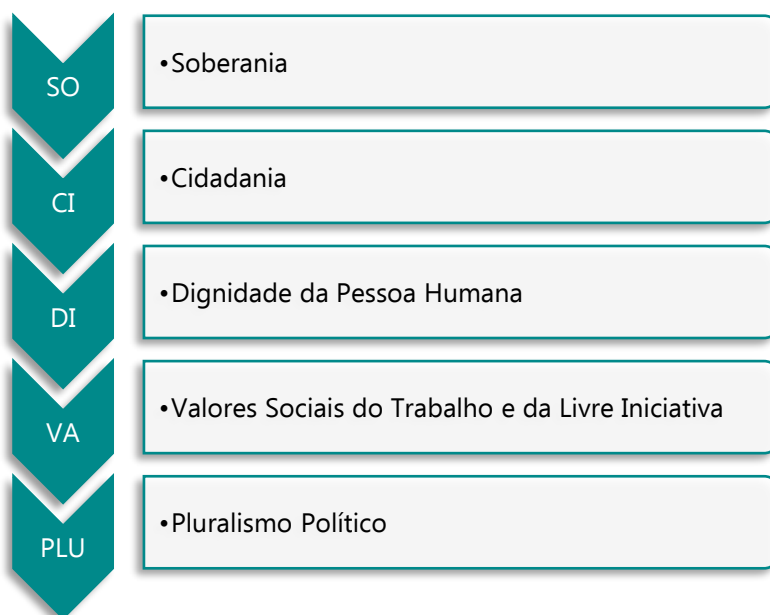 SO
•Soberania
CI
•Cidadania
DI
•Dignidade da Pessoa Humana
VA
•Valores Sociais do Trabalho e da Livre Iniciativa
PLU
•Pluralismo Político